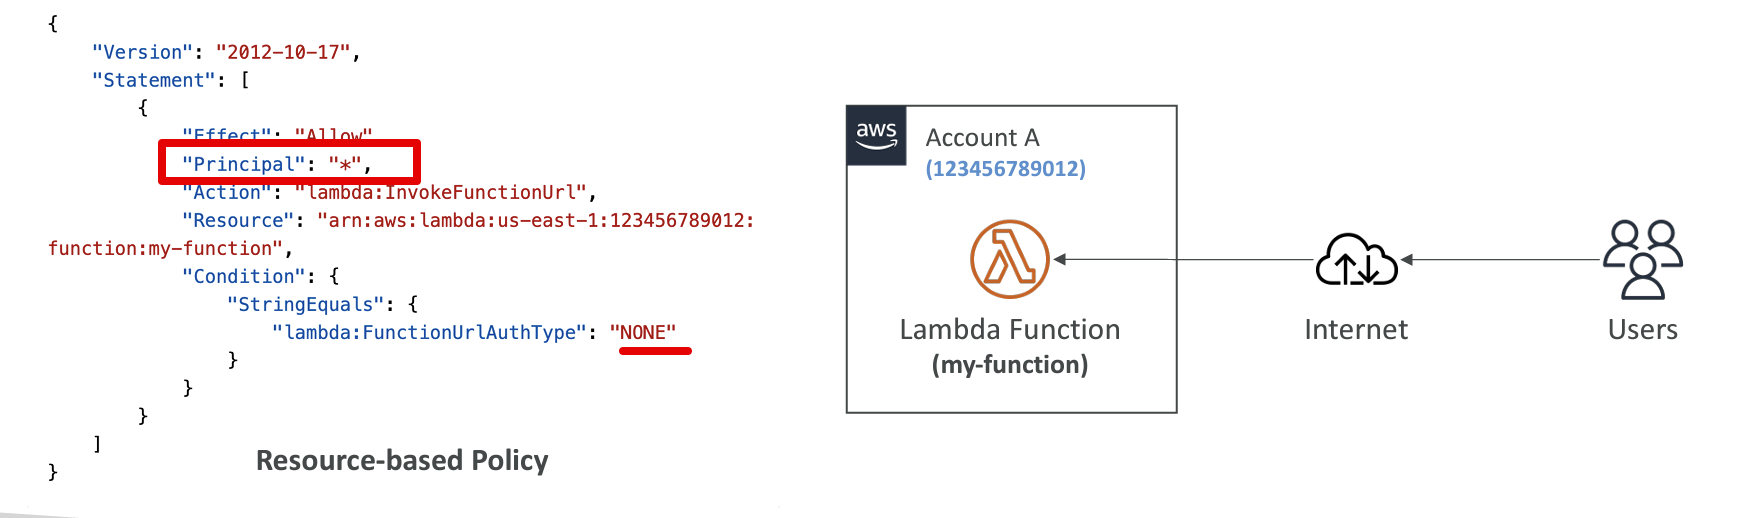 {
"Version": "2012-10-17",
"Statement": [
{
"Effect": "Allow"
"Principal": "*",
"Action": "lambda:InvokeFunctionUrl",
"Resource": "arn:aws:lambda:us-east-1:123456789012:
function:my-function",
"Condition": {
"StringEquals": {
"lambda:FunctionUrlAuthType": "NONE"
}
}
}
]
}
Resource-based Policy
aws
Account A
(123456789012)
Lambda Function
(my-function)
Internet
Users